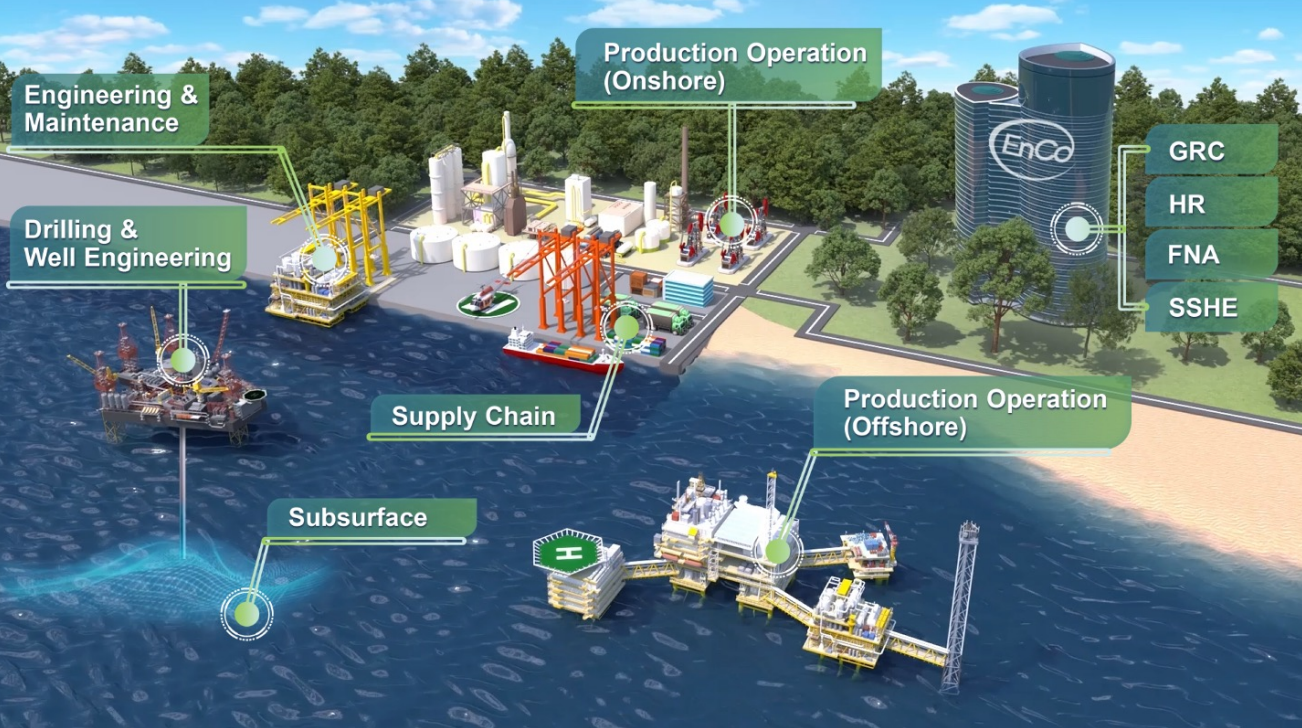 Production Operation
(Onshore)
Engineering &
Maintenance
EnCo
GRC
HR
FNA
SSHE
Drilling &
Well Engineering
Supply Chain
Production Operation
(Offshore)
Subsurface
H